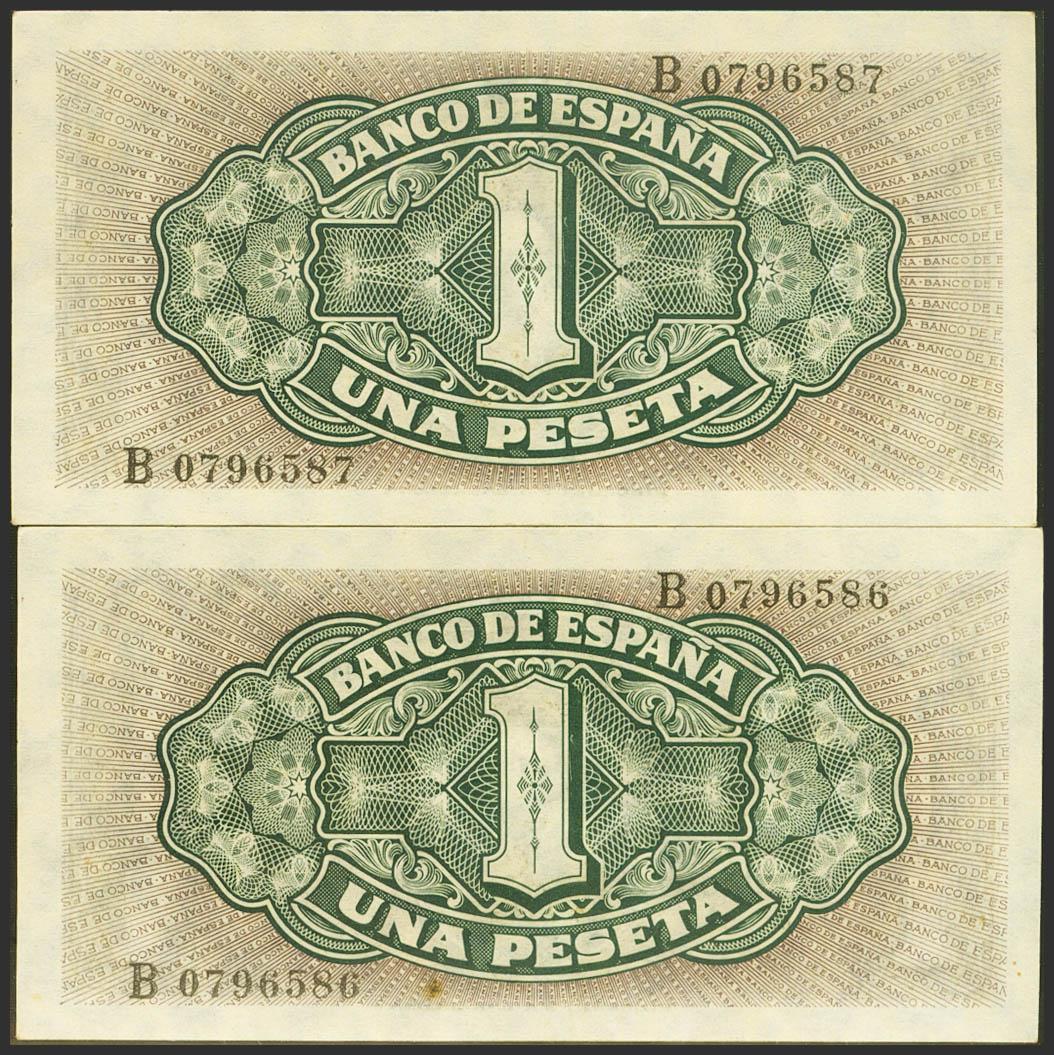 B 0796587
BANCO DE ESPAÑA
1
UNA PESETA
B 0796587
B 0796586
BANCO DE ESPAÑA
1
UNA PESETA
B 0796586